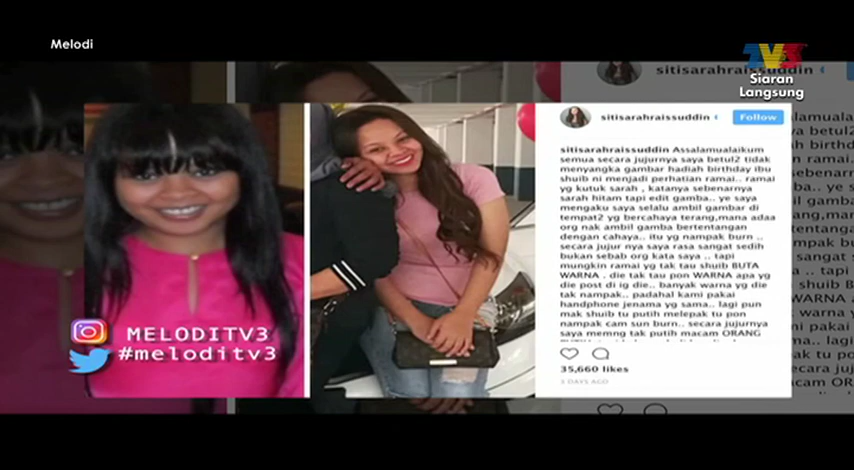 Melodi
TV3
Siaran
Langsung
sitisarahraissuddin
sitisarahraissuddin
Follow
sitisarahraissuddin Assalamualaikum
semua secara jujurnya saya betul2 tidak
menyangka gambar hadiah birthday ibu
shuib ni menjadi perhatian ramai.. ramai
yg kutuk sarah , katanya sebenarnya
sarah hitam tapi edit gamba.. ye saya
mengaku saya selalu ambil gambar di
tempat2 yg bercahaya terang,mana adaa
org nak ambil gambar bertentangan
dengan cahaya.. itu yg nampak burn ..
secara jujur nya saya rasa sangat sedih
bukan sebab org kata saya .. tapi
mungkin ramai yg tak tau shuib BUTA
WARNA , die tak tau pon WARNA apa yg
die post di ig die.. banyak warna yg die
tak nampak.. padahal kami pakai
handphone jenama yg sama.. lagi pun
mak shuib tu putih melepak tu pon
nampak cam sun burn.. secara jujurnya
saya memng tak putih macam ORANG
35,660 likes
3 DAYS AGO
MELODITV3
#meloditv3